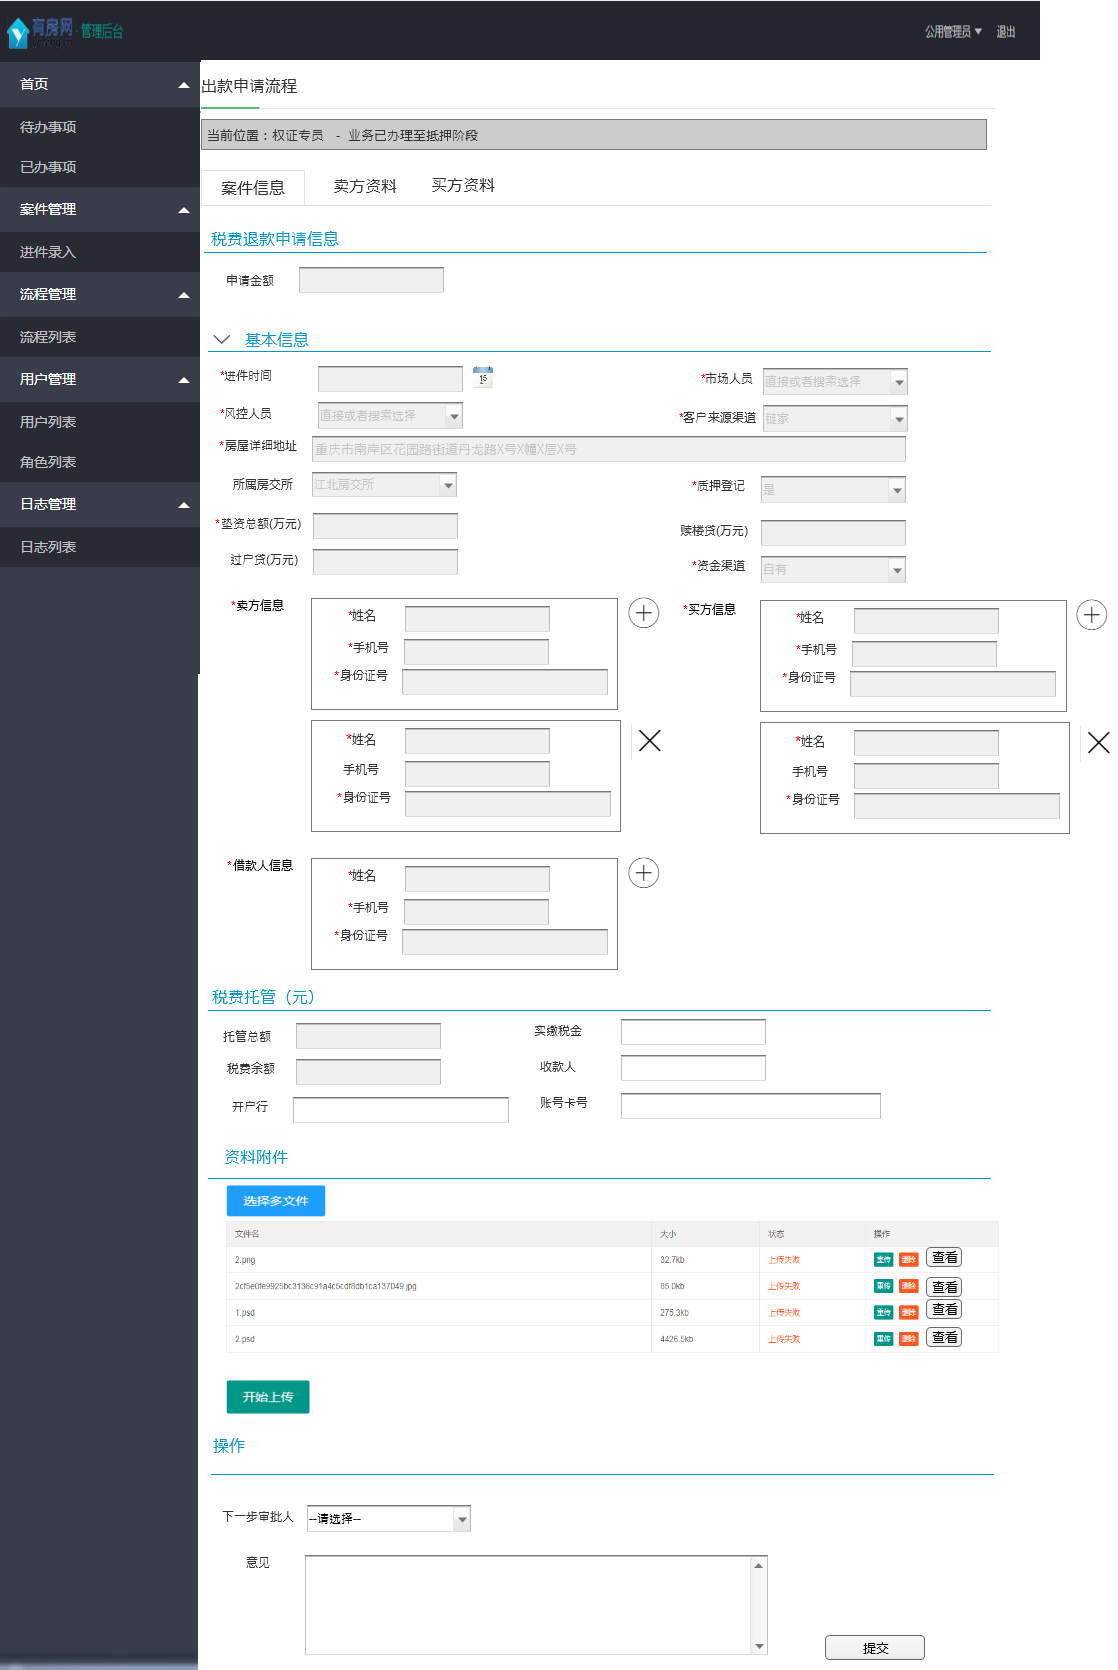 有房网·管理后台
公用管理员 退出
首页
待办事项
已办事项
案件管理
进件录入
流程管理
流程列表
用户管理
用户列表
角色列表
日志管理
日志列表
出款申请流程
当前位置：权证专员 - 业务已办理至抵押阶段
案件信息 卖方资料 买方资料
税费退款申请信息
申请金额
基本信息
*进件时间 15 *市场人员 直接或者搜索选择
*风控人员 直接或者搜索选择 *客户来源渠道 链家
*房屋详细地址 重庆市南岸区花园路街道丹龙路X号X幢X层X号
所属房交所 江北房交所 *质押登记 是
*垫资总额(万元) 赎楼贷(万元)
过户贷(万元) *资金渠道 自有
*卖方信息 *姓名 *买方信息 *姓名
*手机号 *手机号
*身份证号 *身份证号
*姓名 *姓名
手机号 手机号
*身份证号 *身份证号
*借款人信息 *姓名
*手机号
*身份证号
税费托管（元）
托管总额 实缴税金
税费余额 收款人
开户行 账号卡号
资料附件
选择多文件
文件名 大小 状态 操作
2.png 32.7kb 上传失败 重传 删除 查看
2cf5e0fe9925bc3136c91a4c5cdf8db1ca137049.jpg 85.0kb 上传失败 重传 删除 查看
1.psd 275.3kb 上传失败 重传 删除 查看
2.psd 4426.5kb 上传失败 重传 删除 查看
开始上传
操作
下一步审批人 --请选择--
意见
提交